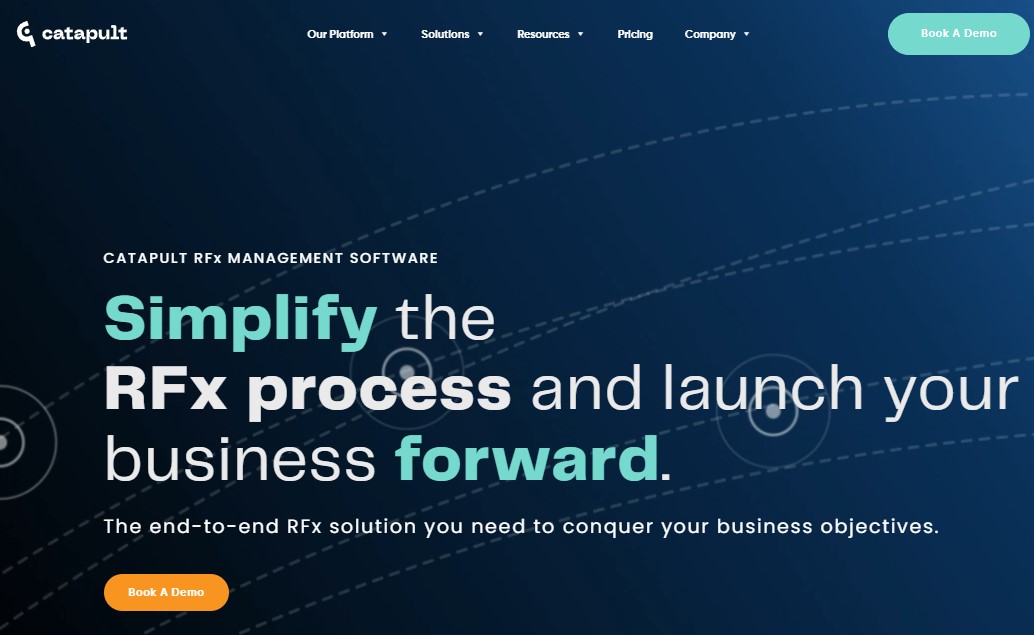 catapult
Our Platform
Solutions
Resources
Pricing
Company
Book A Demo
CATAPULT RFx MANAGEMENT SOFTWARE
Simplify the
RFx process and launch your
business forward.
The end-to-end RFx solution you need to conquer your business objectives.
Book A Demo